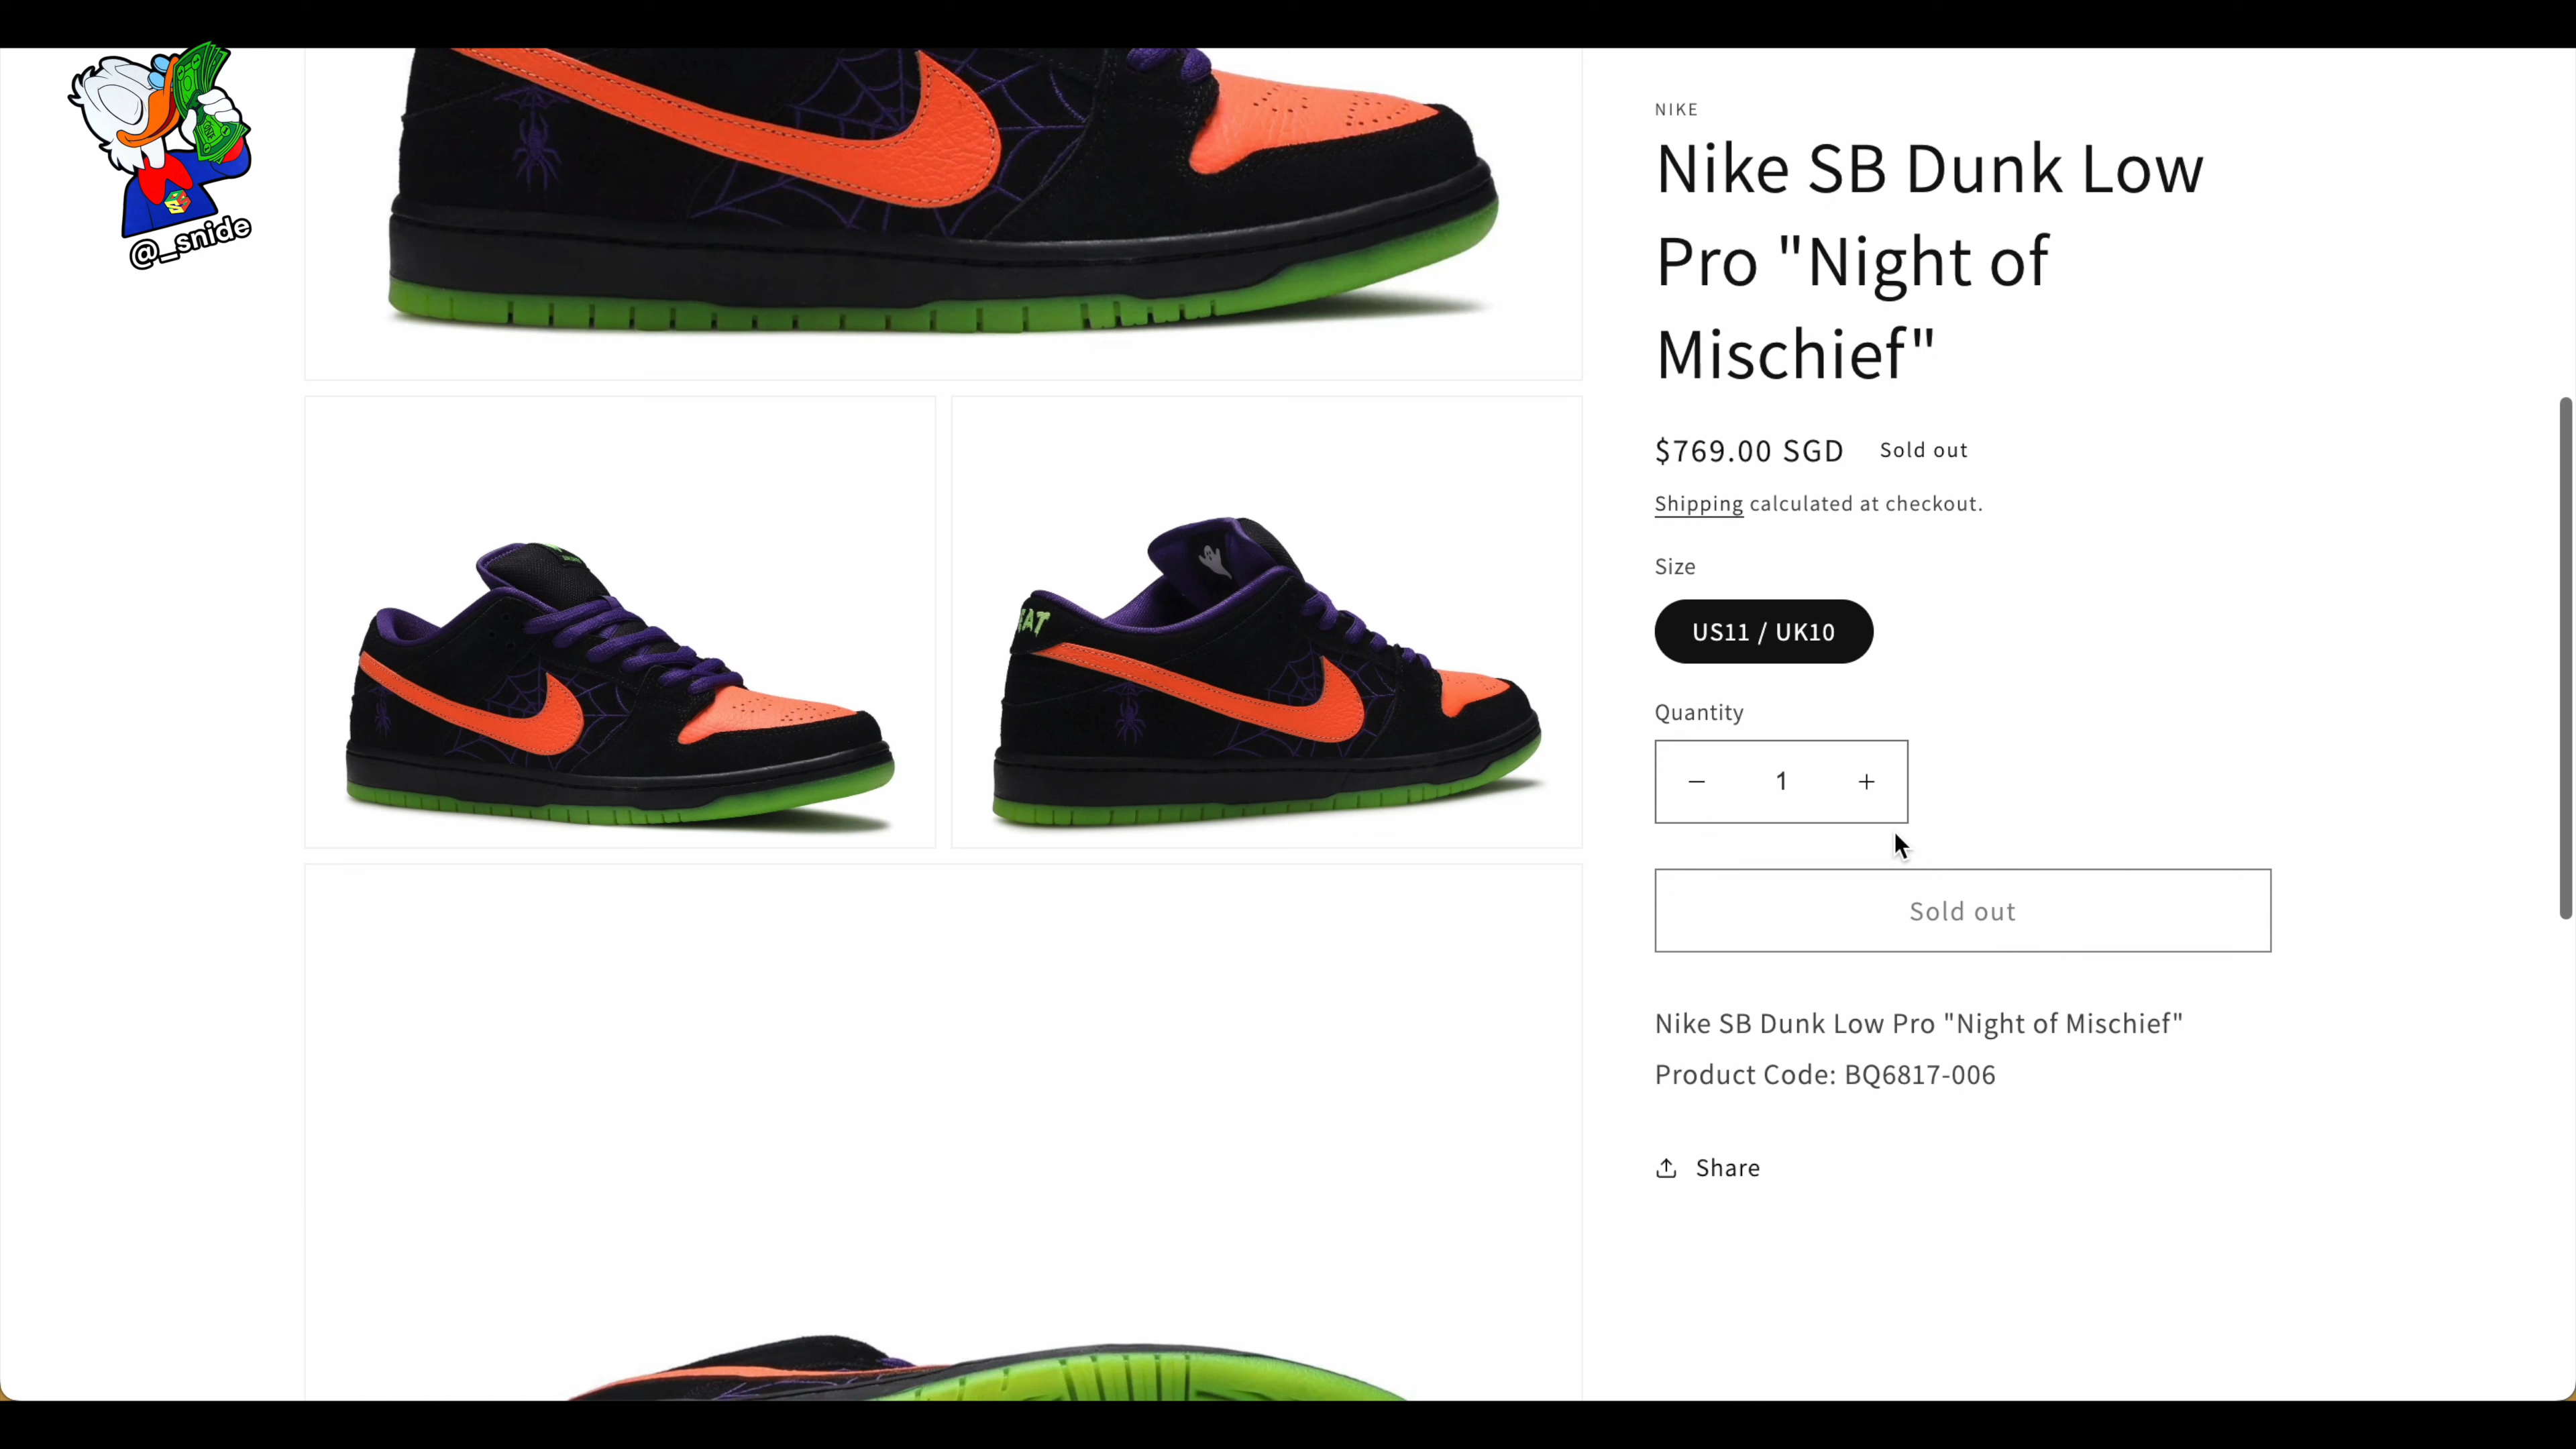 @_snide
NIKE
Nike SB Dunk Low
Pro "Night of
Mischief"
$769.00 SGD Sold out
Shipping calculated at checkout.
Size
US11 / UK10
Quantity
− 1 +
Sold out
Nike SB Dunk Low Pro "Night of Mischief"
Product Code: BQ6817-006
Share
EAT